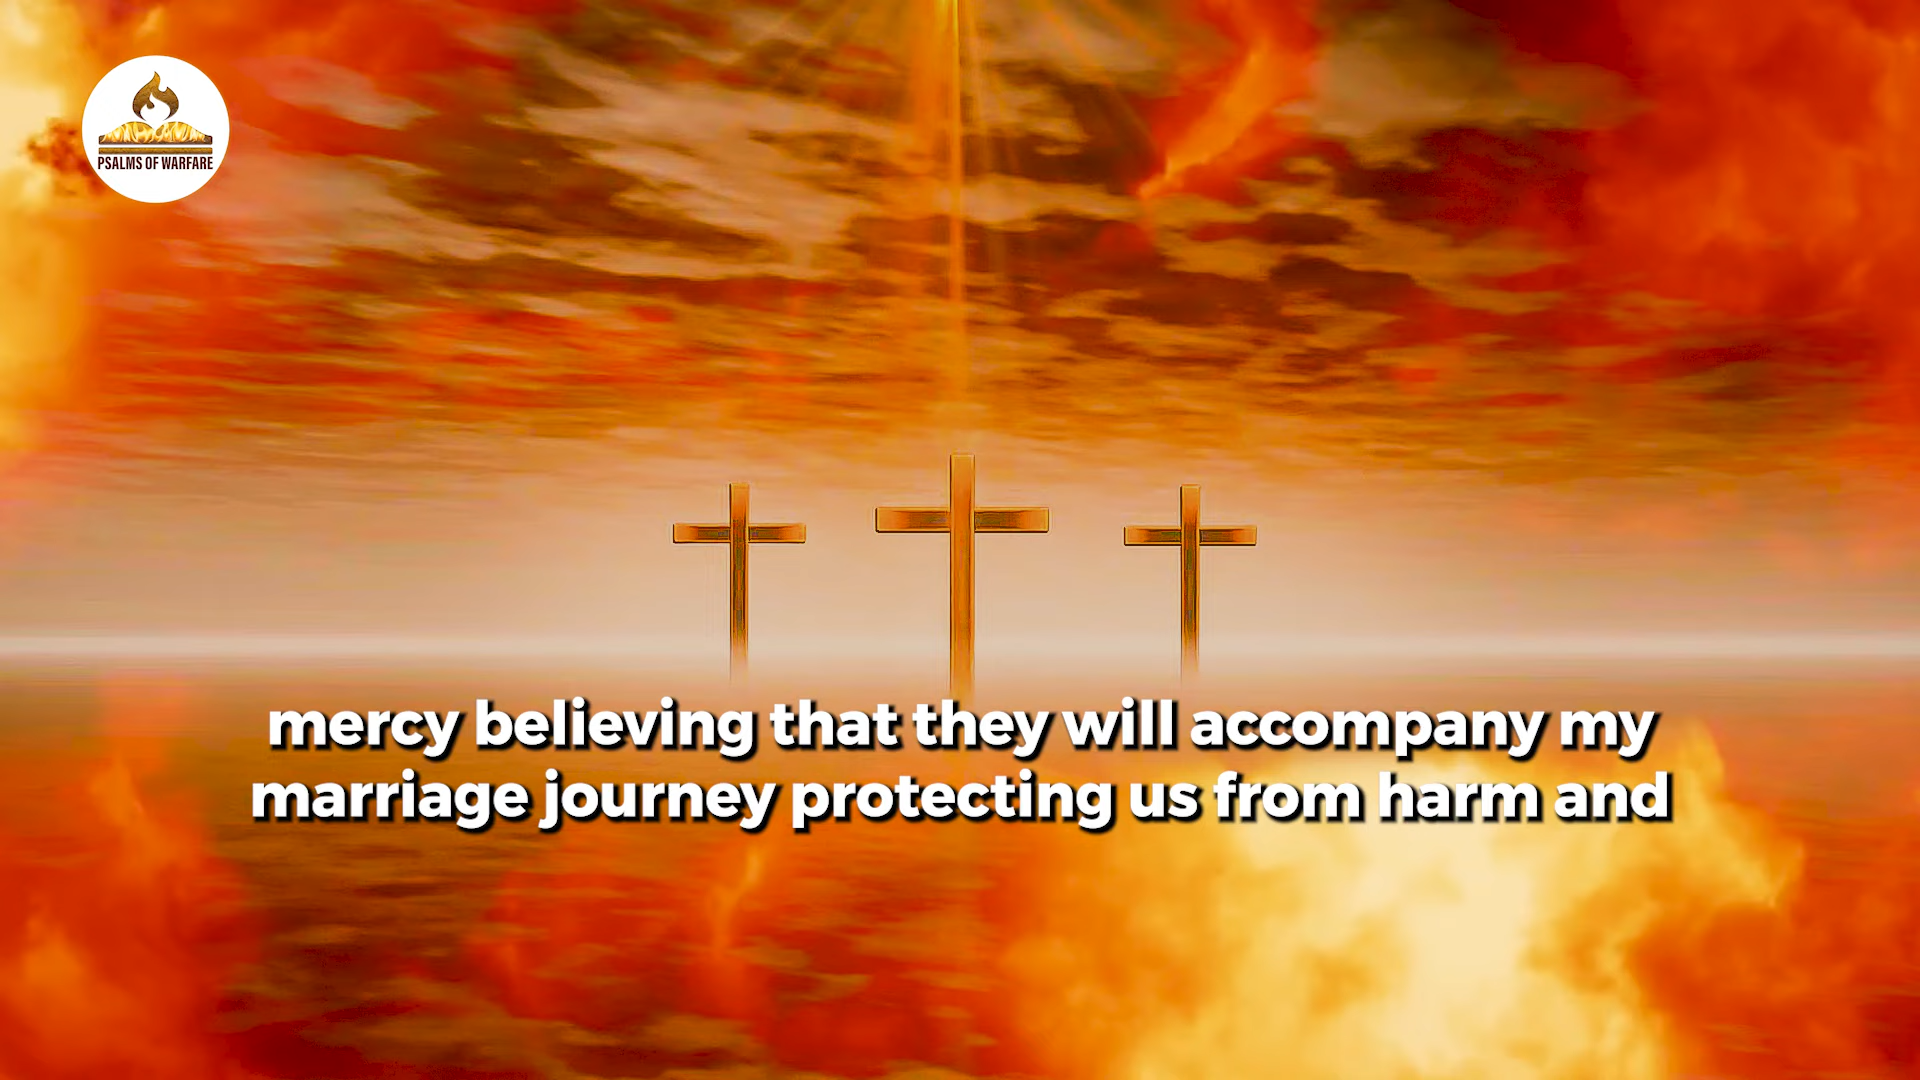 PSALMS OF WARFARE
mercy believing that they will accompany my
marriage journey protecting us from harm and